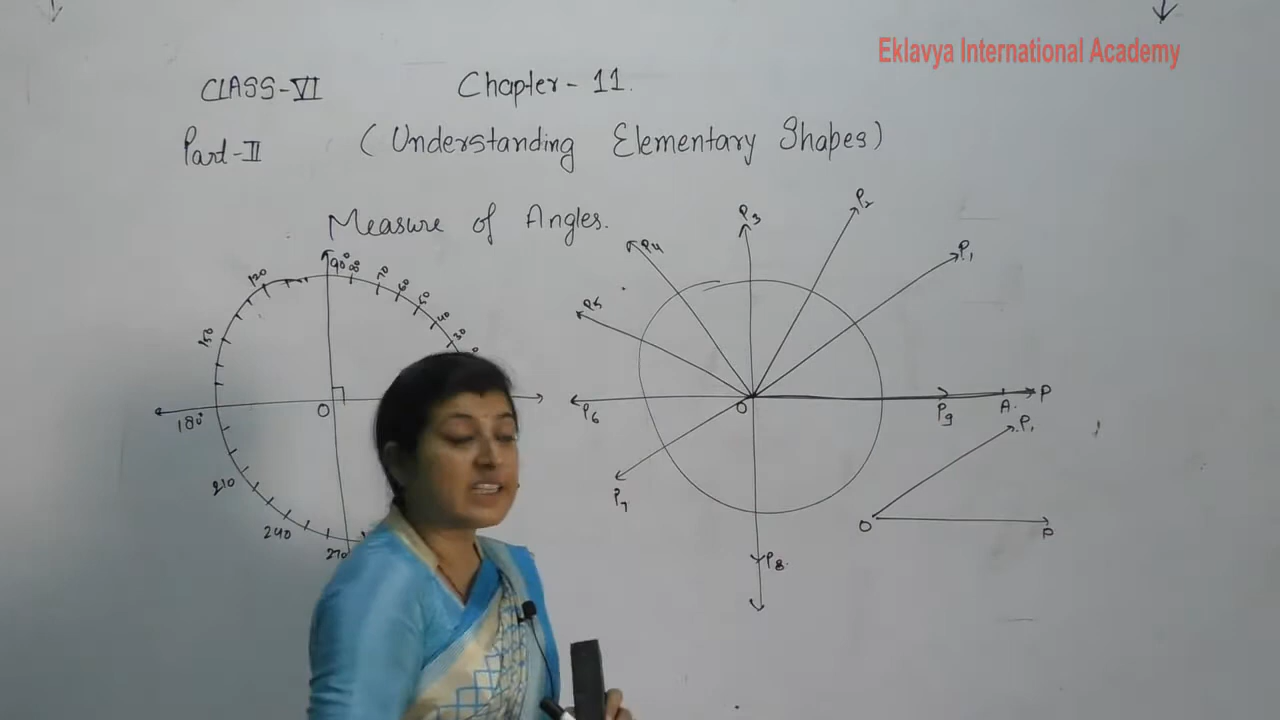 Eklavya International Academy
CLASS-VI Chapter-11.
Part-II (Understanding Elementary Shapes)
Measure of Angles.
120 90° 80 70 60 50 40 30
150
180° O
210
240
270
P1 P2 P3 P4 P5 P6 P7 P8. P9 A. P
O
P1
O P